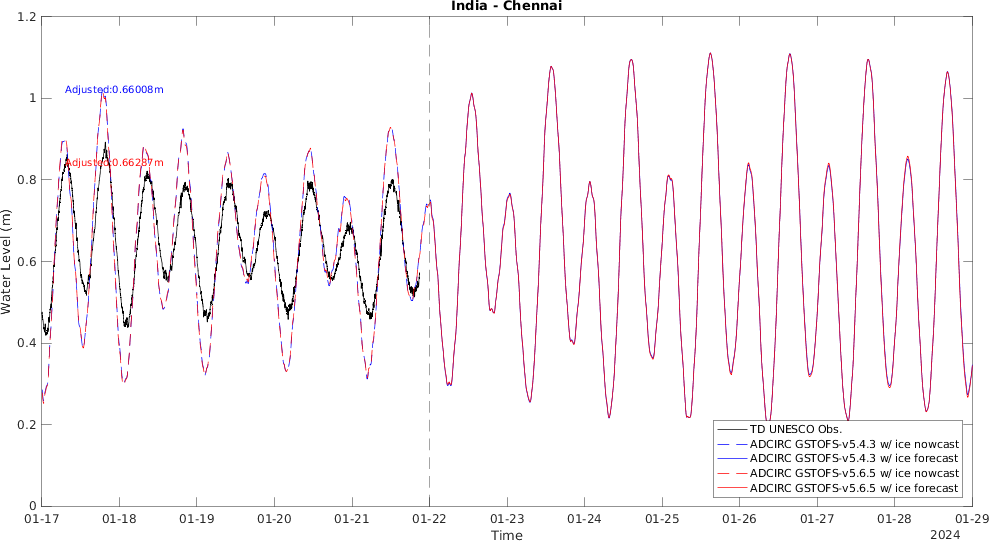 India - Chennai
1.2
1
0.8
0.6
0.4
0.2
0
Water Level (m)
Adjusted:0.66008m
Adjusted:0.66287m
TD UNESCO Obs.
ADCIRC GSTOFS-v5.4.3 w/ ice nowcast
ADCIRC GSTOFS-v5.4.3 w/ ice forecast
ADCIRC GSTOFS-v5.6.5 w/ ice nowcast
ADCIRC GSTOFS-v5.6.5 w/ ice forecast
01-17 01-18 01-19 01-20 01-21 01-22 01-23 01-24 01-25 01-26 01-27 01-28 01-29
Time
2024